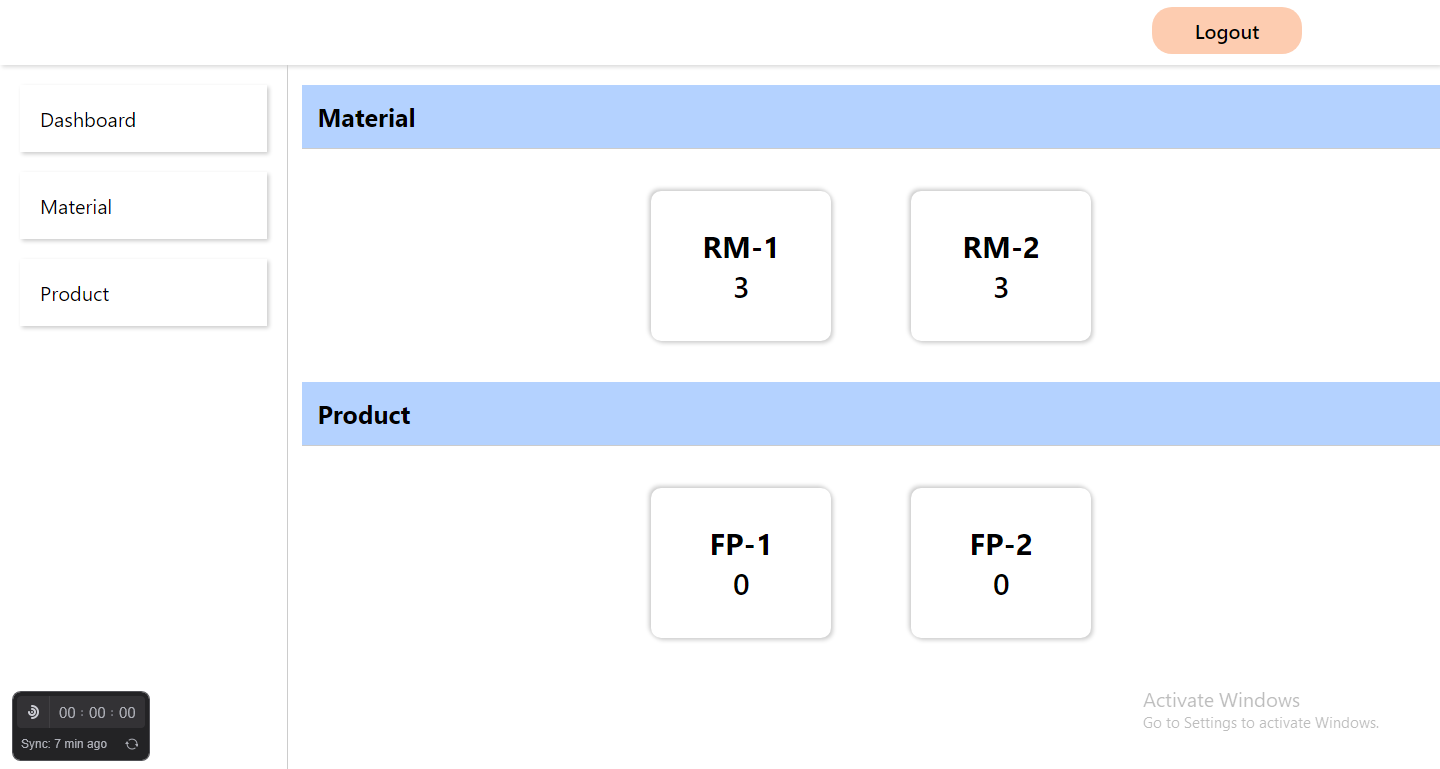 Logout
Dashboard
Material
Product
Material
RM-1
3
RM-2
3
Product
FP-1
0
FP-2
0
00 : 00 : 00
Sync: 7 min ago
Activate Windows
Go to Settings to activate Windows.